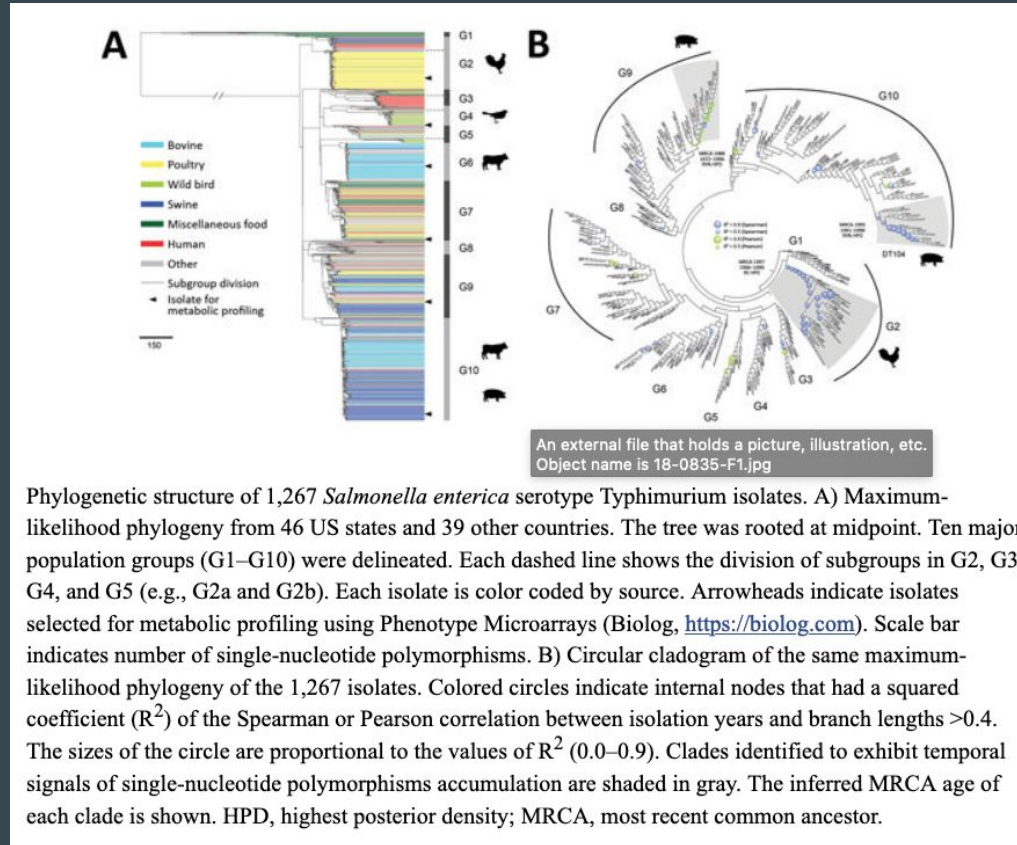 A
B
G1
G2
G3
G4
G5
G6
G7
G8
G9
G10
Bovine
Poultry
Wild bird
Swine
Miscellaneous food
Human
Other
Subgroup division
Isolate for
metabolic profiling
150
G9
G10
G8
G1
DT104
G7
G2
G6
G3
G5
G4
An external file that holds a picture, illustration, etc.
Object name is 18-0835-F1.jpg
Phylogenetic structure of 1,267 Salmonella enterica serotype Typhimurium isolates. A) Maximum-
likelihood phylogeny from 46 US states and 39 other countries. The tree was rooted at midpoint. Ten major
population groups (G1–G10) were delineated. Each dashed line shows the division of subgroups in G2, G3
G4, and G5 (e.g., G2a and G2b). Each isolate is color coded by source. Arrowheads indicate isolates
selected for metabolic profiling using Phenotype Microarrays (Biolog, https://biolog.com). Scale bar
indicates number of single-nucleotide polymorphisms. B) Circular cladogram of the same maximum-
likelihood phylogeny of the 1,267 isolates. Colored circles indicate internal nodes that had a squared
coefficient (R2) of the Spearman or Pearson correlation between isolation years and branch lengths >0.4.
The sizes of the circle are proportional to the values of R2 (0.0–0.9). Clades identified to exhibit temporal
signals of single-nucleotide polymorphisms accumulation are shaded in gray. The inferred MRCA age of
each clade is shown. HPD, highest posterior density; MRCA, most recent common ancestor.